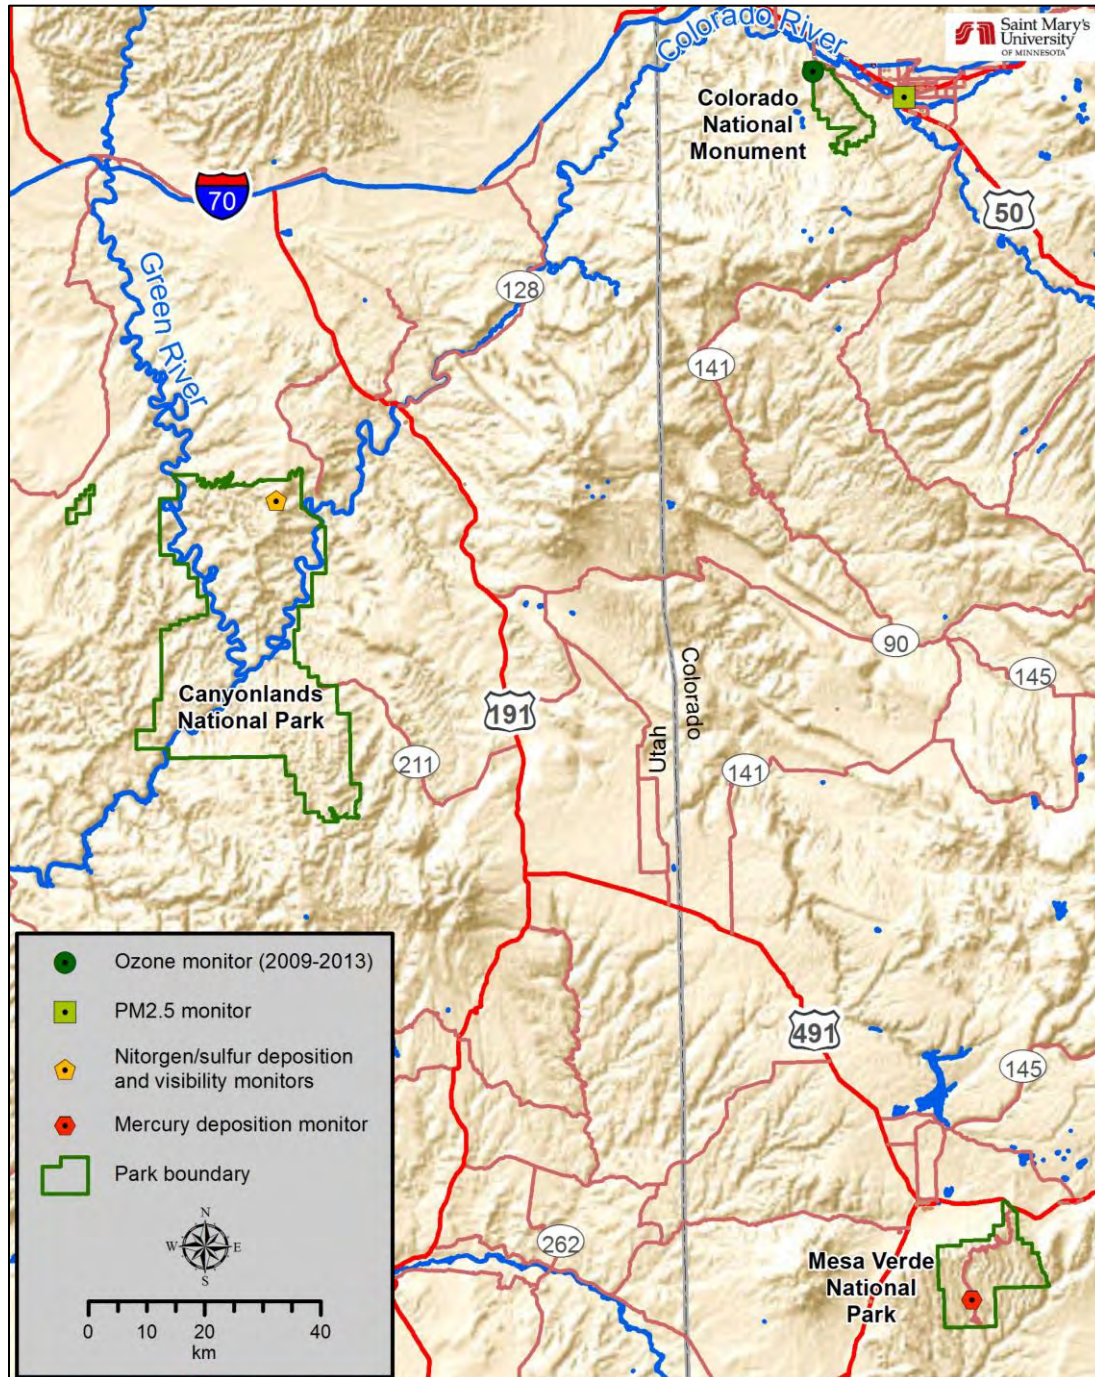 Saint Mary's
University
OF MINNESOTA
Colorado River
Colorado
National
Monument
70
50
Green River
128
141
90
145
Canyonlands
National Park
191
Colorado
Utah
211
141
491
145
262
Mesa Verde
National
Park
Ozone monitor (2009-2013)
PM2.5 monitor
Nitorgen/sulfur deposition
and visibility monitors
Mercury deposition monitor
Park boundary
N
W E
S
0 10 20 40
km